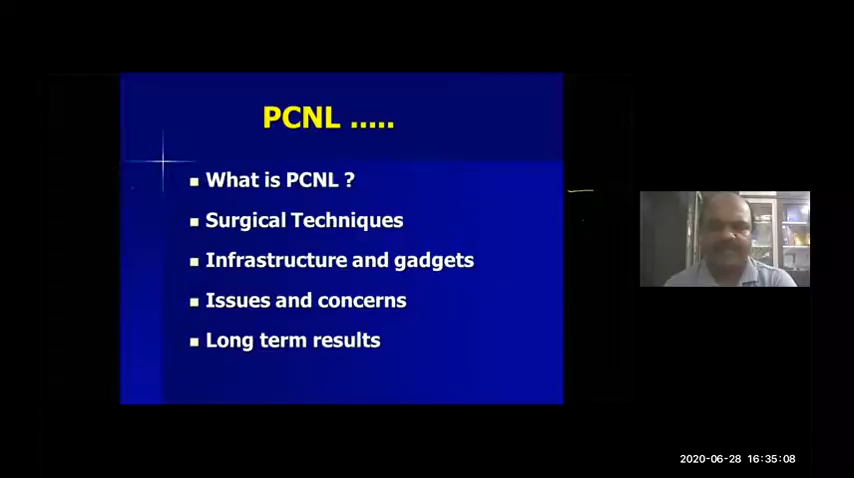 PCNL .....
What is PCNL ?
Surgical Techniques
Infrastructure and gadgets
Issues and concerns
Long term results
2020-06-28 16:35:08